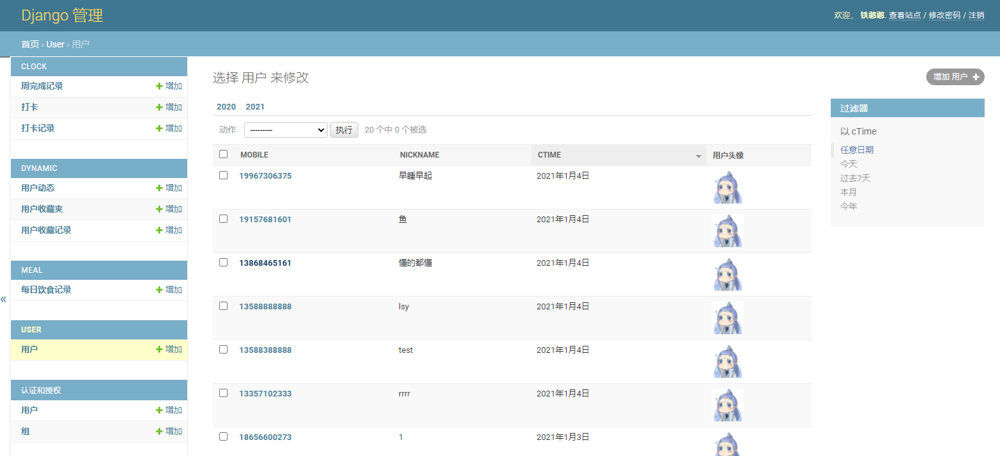 Django 管理
欢迎， 铁憨憨. 查看站点 / 修改密码 / 注销
首页 › User › 用户
CLOCK
周完成记录 增加
打卡 增加
打卡记录 增加
DYNAMIC
用户动态 增加
用户收藏夹 增加
用户收藏记录 增加
MEAL
每日饮食记录 增加
«
USER
用户 增加
认证和授权
用户 增加
组 增加
选择 用户 来修改
增加 用户
2020 2021
动作 --------- 执行 20 个中 0 个被选
MOBILE NICKNAME CTIME 用户头像
19967306375 早睡早起 2021年1月4日
19157681601 鱼 2021年1月4日
13868465161 懂的都懂 2021年1月4日
13588888888 lsy 2021年1月4日
13588388888 test 2021年1月4日
13357102333 rrrr 2021年1月4日
18656600273 1 2021年1月3日
过滤器
以 cTime
任意日期
今天
过去7天
本月
今年